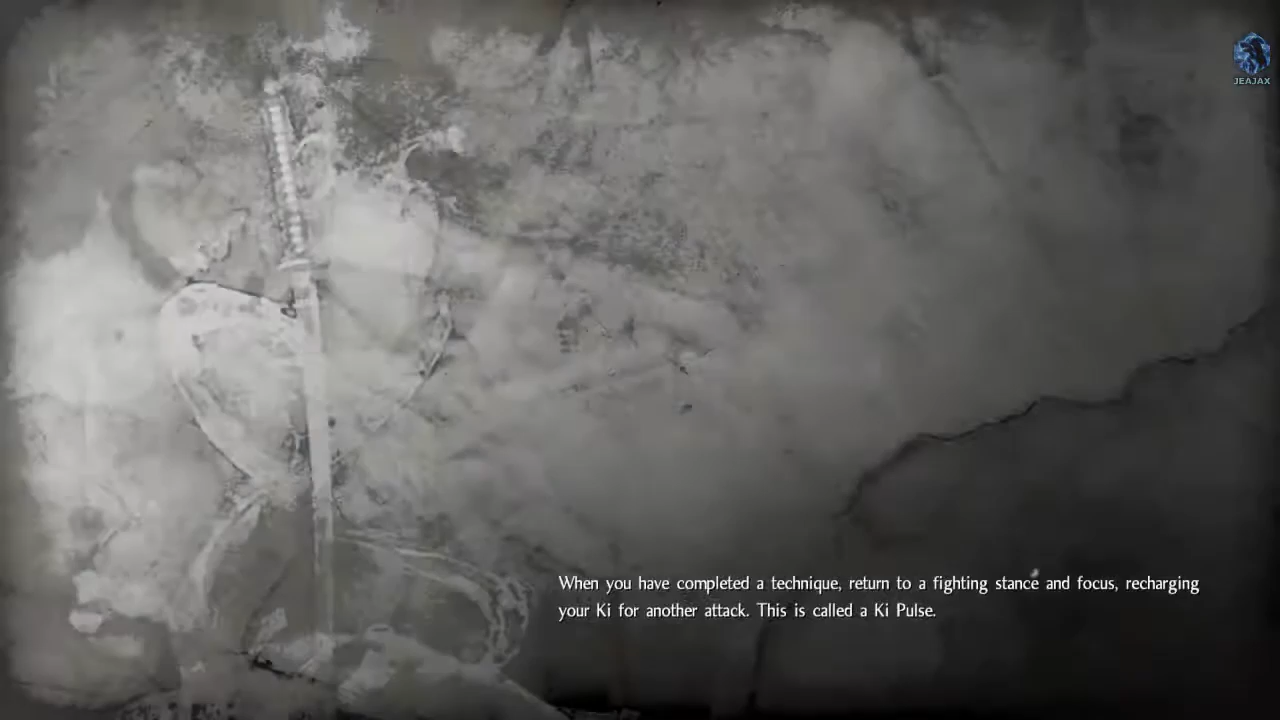 JEAJAX
When you have completed a technique, return to a fighting stance and focus, recharging
your Ki for another attack. This is called a Ki Pulse.